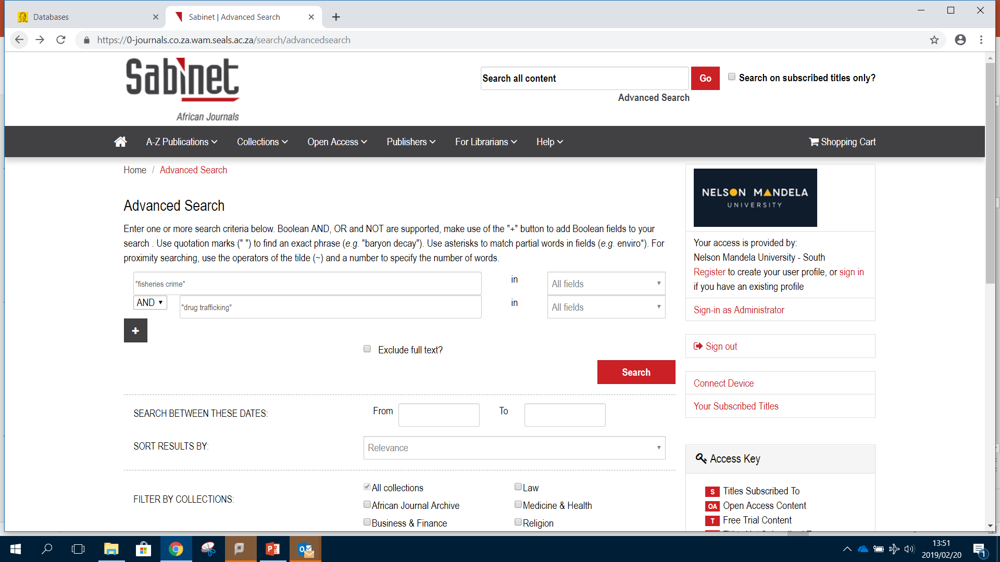 Databases
Sabinet | Advanced Search
https://0-journals.co.za.wam.seals.ac.za/search/advancedsearch
Sabinet
African Journals
Search all content
Go
Search on subscribed titles only?
Advanced Search
A-Z Publications
Collections
Open Access
Publishers
For Librarians
Help
Shopping Cart
Home / Advanced Search
Advanced Search
Enter one or more search criteria below. Boolean AND, OR and NOT are supported, make use of the "+" button to add Boolean fields to your
search . Use quotation marks (" ") to find an exact phrase (e.g. "baryon decay"). Use asterisks to match partial words in fields (e.g. enviro*). For
proximity searching, use the operators of the tilde (~) and a number to specify the number of words.
"fisheries crime"
in
All fields
AND
"drug trafficking"
in
All fields
+
Exclude full text?
Search
SEARCH BETWEEN THESE DATES:
From
To
SORT RESULTS BY:
Relevance
FILTER BY COLLECTIONS:
All collections
Law
African Journal Archive
Medicine & Health
Business & Finance
Religion
NELSON MANDELA
UNIVERSITY
Your access is provided by:
Nelson Mandela University - South
Register to create your user profile, or sign in
if you have an existing profile
Sign-in as Administrator
Sign out
Connect Device
Your Subscribed Titles
Access Key
S Titles Subscribed To
OA Open Access Content
T Free Trial Content
13:51
2019/02/20
1